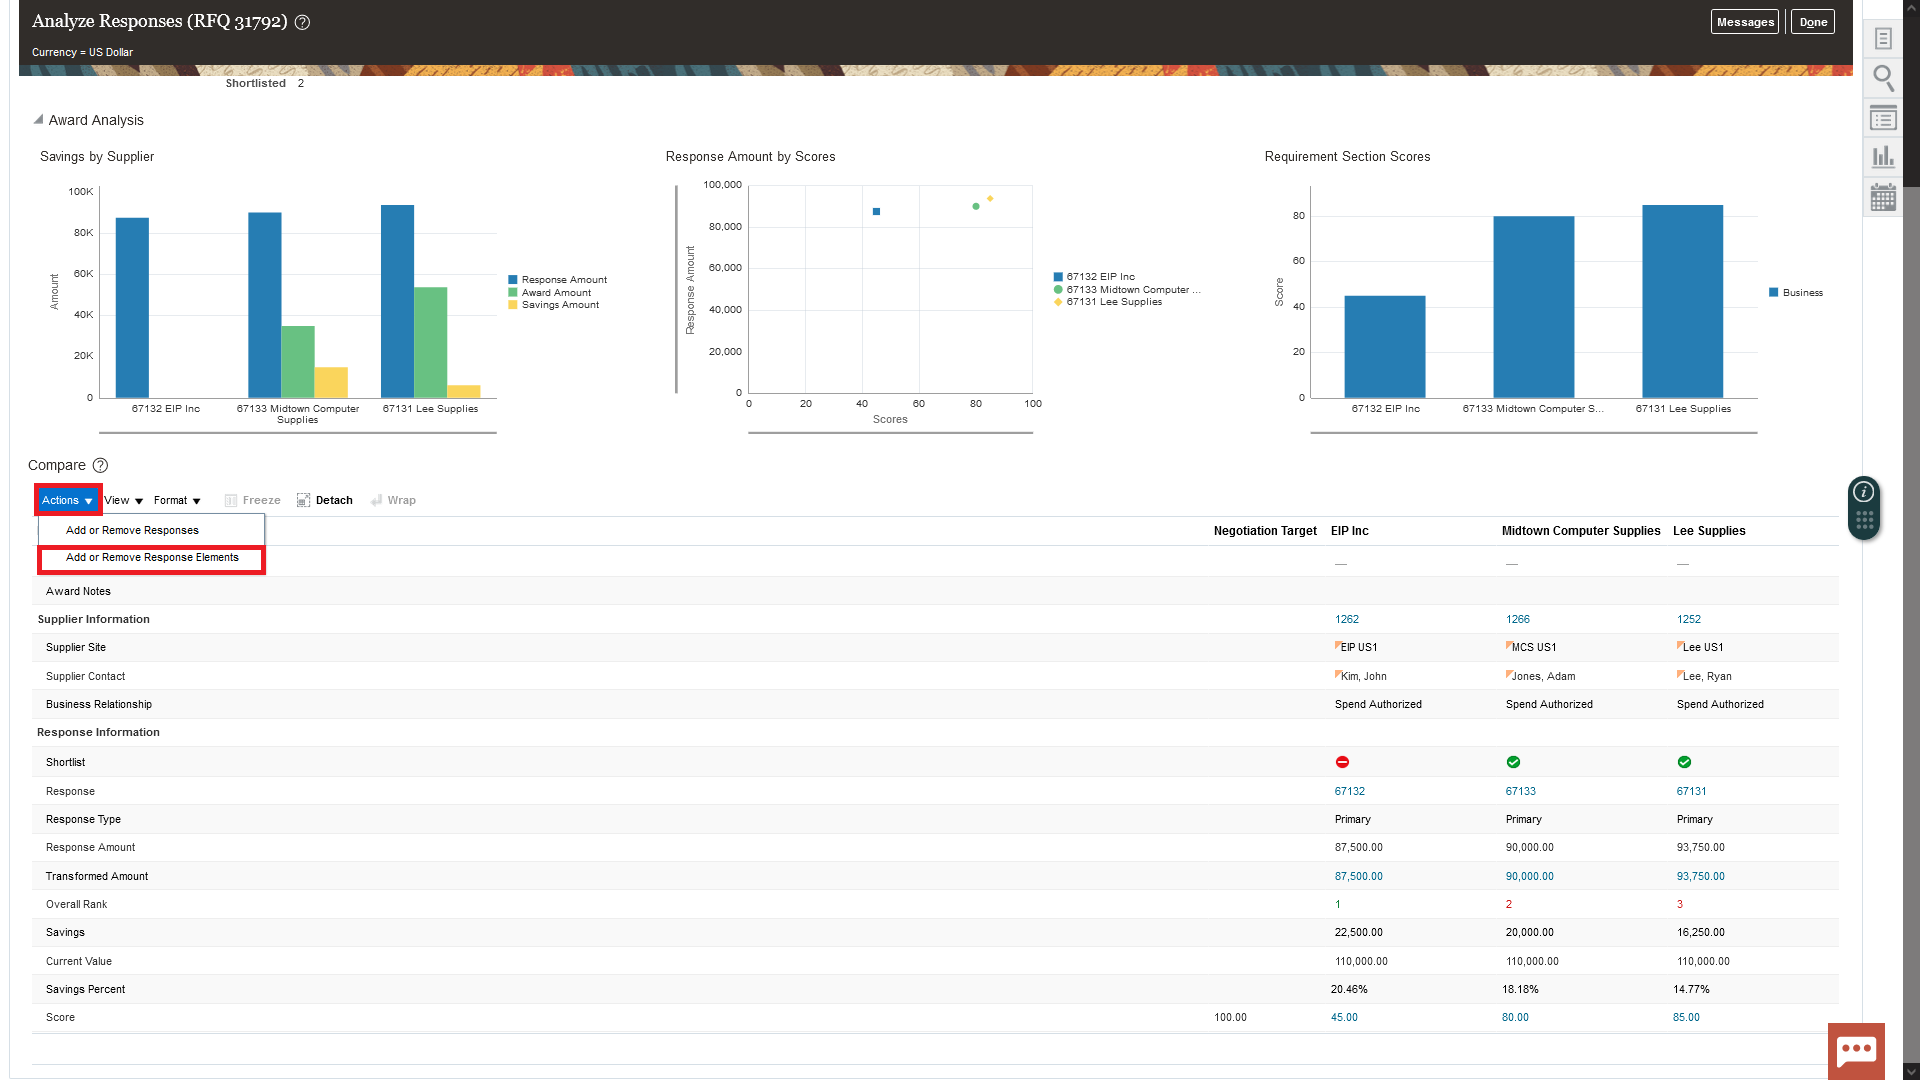 Analyze Responses (RFQ 31792) ?
Messages
Done
Currency = US Dollar
Shortlisted 2
Award Analysis
Savings by Supplier
100K
80K
60K
40K
20K
0
Amount
67132 EIP Inc
67133 Midtown Computer
Supplies
67131 Lee Supplies
Response Amount
Award Amount
Savings Amount
Response Amount by Scores
100,000
80,000
60,000
40,000
20,000
0
Response Amount
0 20 40 60 80 100
Scores
67132 EIP Inc
67133 Midtown Computer ...
67131 Lee Supplies
Requirement Section Scores
80
60
40
20
0
Score
67132 EIP Inc
67133 Midtown Computer S...
67131 Lee Supplies
Business
Compare ?
Actions View Format Freeze Detach Wrap
Add or Remove Responses
Add or Remove Response Elements
Negotiation Target EIP Inc Midtown Computer Supplies Lee Supplies
— — —
Award Notes
Supplier Information 1262 1266 1252
Supplier Site EIP US1 MCS US1 Lee US1
Supplier Contact Kim, John Jones, Adam Lee, Ryan
Business Relationship Spend Authorized Spend Authorized Spend Authorized
Response Information
Shortlist
Response 67132 67133 67131
Response Type Primary Primary Primary
Response Amount 87,500.00 90,000.00 93,750.00
Transformed Amount 87,500.00 90,000.00 93,750.00
Overall Rank 1 2 3
Savings 22,500.00 20,000.00 16,250.00
Current Value 110,000.00 110,000.00 110,000.00
Savings Percent 20.46% 18.18% 14.77%
Score 100.00 45.00 80.00 85.00